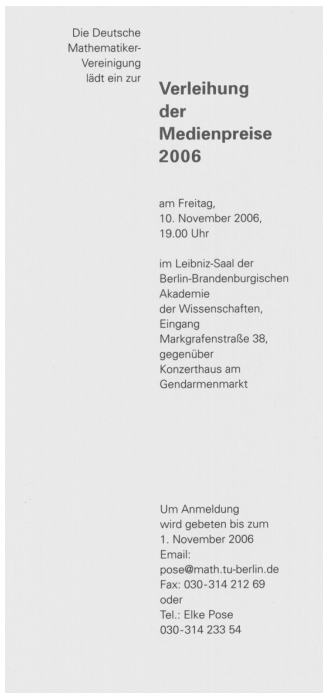 Die Deutsche
Mathematiker-
Vereinigung
lädt ein zur
Verleihung
der
Medienpreise
2006
am Freitag,
10. November 2006,
19.00 Uhr
im Leibniz-Saal der
Berlin-Brandenburgischen
Akademie
der Wissenschaften,
Eingang
Markgrafenstraße 38,
gegenüber
Konzerthaus am
Gendarmenmarkt
Um Anmeldung
wird gebeten bis zum
1. November 2006
Email:
pose@math.tu-berlin.de
Fax: 030-314 212 69
oder
Tel.: Elke Pose
030-314 233 54